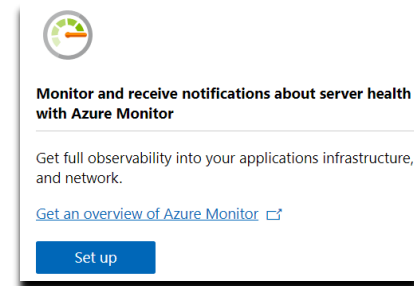 Monitor and receive notifications about server health
with Azure Monitor
Get full observability into your applications infrastructure,
and network.
Get an overview of Azure Monitor
Set up